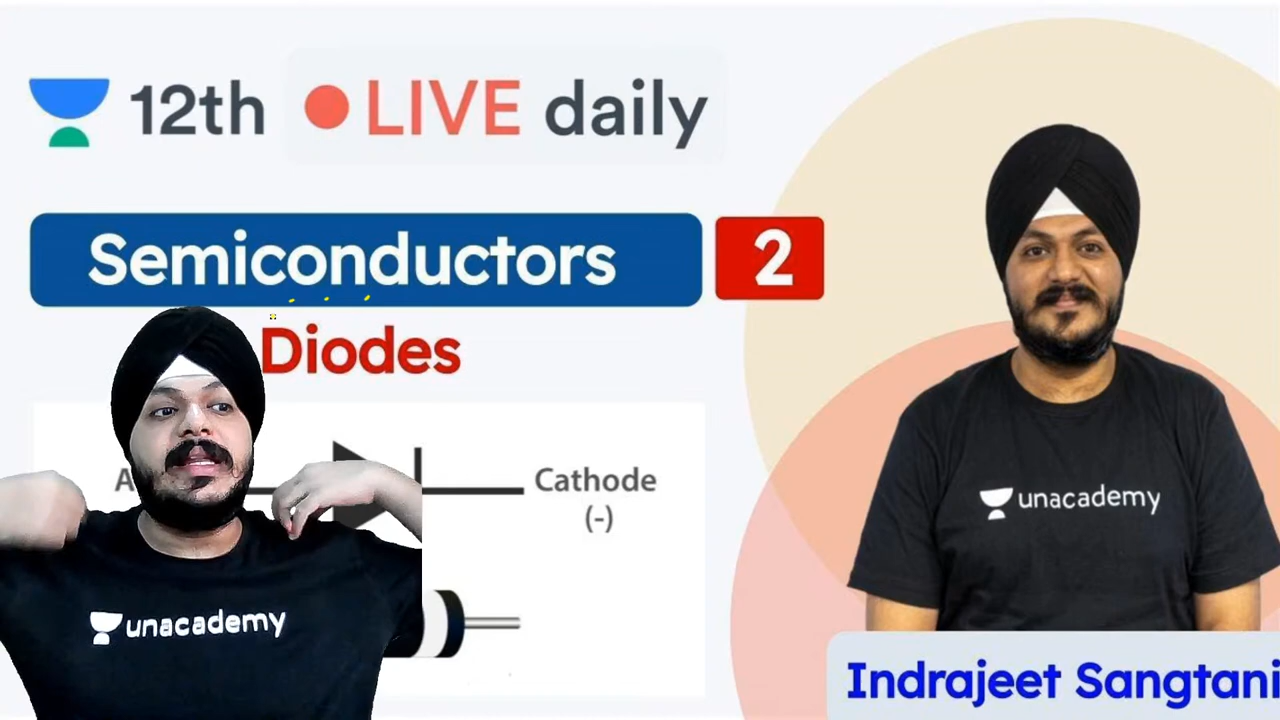 12th LIVE daily
Semiconductors 2
Diodes
Cathode
(-)
unacademy
unacademy
Indrajeet Sangtani